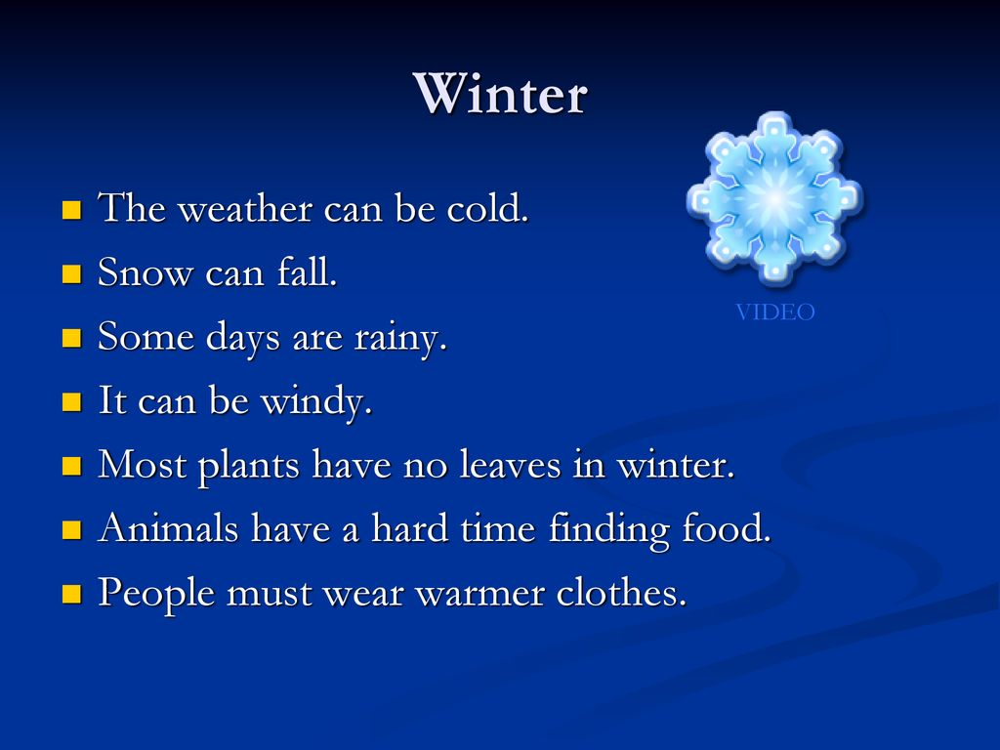 Winter
The weather can be cold.
Snow can fall.
VIDEO
Some days are rainy.
It can be windy.
Most plants have no leaves in winter.
Animals have a hard time finding food.
People must wear warmer clothes.